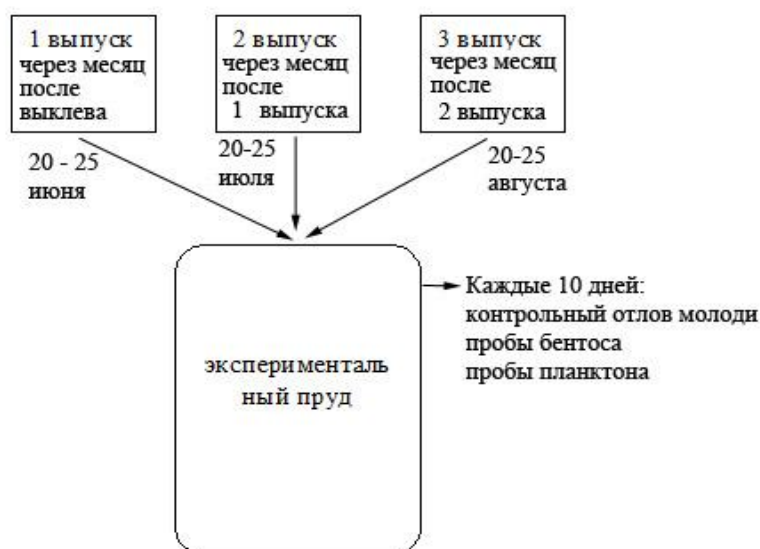 1 выпуск
через месяц
после
выклева
2 выпуск
через месяц
после
1 выпуска
3 выпуск
через месяц
после
2 выпуска
20 - 25
июня
20-25
июля
20-25
августа
Каждые 10 дней:
контрольный отлов молоди
пробы бентоса
пробы планктона
эксперименталь
ный пруд